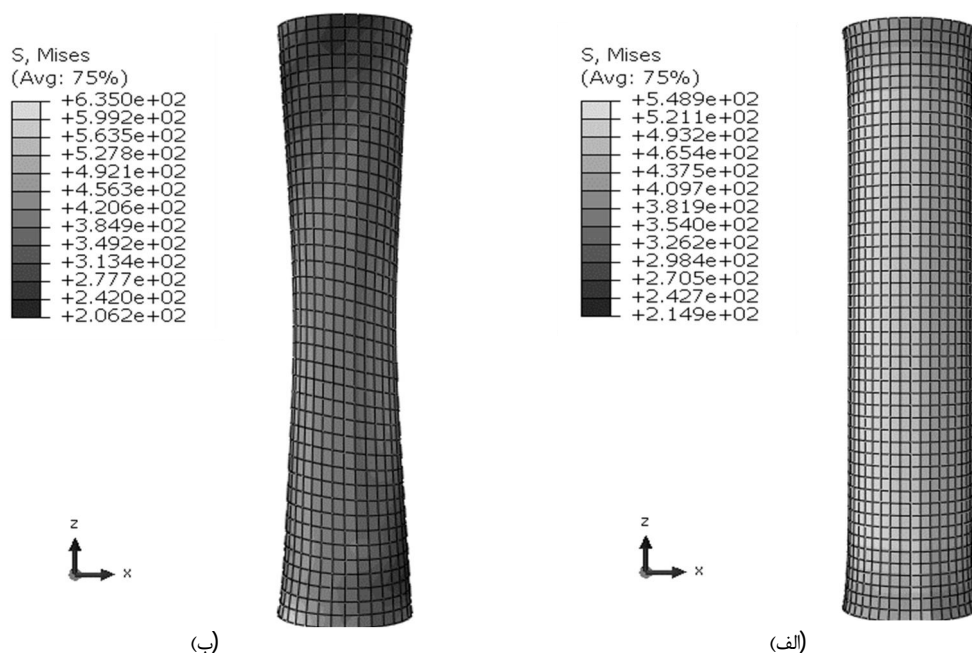 S, Mises
(Avg: 75%)
+6.350e+02
+5.992e+02
+5.635e+02
+5.278e+02
+4.921e+02
+4.563e+02
+4.206e+02
+3.849e+02
+3.492e+02
+3.134e+02
+2.777e+02
+2.420e+02
+2.062e+02
z
x
(ب)
S, Mises
(Avg: 75%)
+5.489e+02
+5.211e+02
+4.932e+02
+4.654e+02
+4.375e+02
+4.097e+02
+3.819e+02
+3.540e+02
+3.262e+02
+2.984e+02
+2.705e+02
+2.427e+02
+2.149e+02
z
x
(الف)